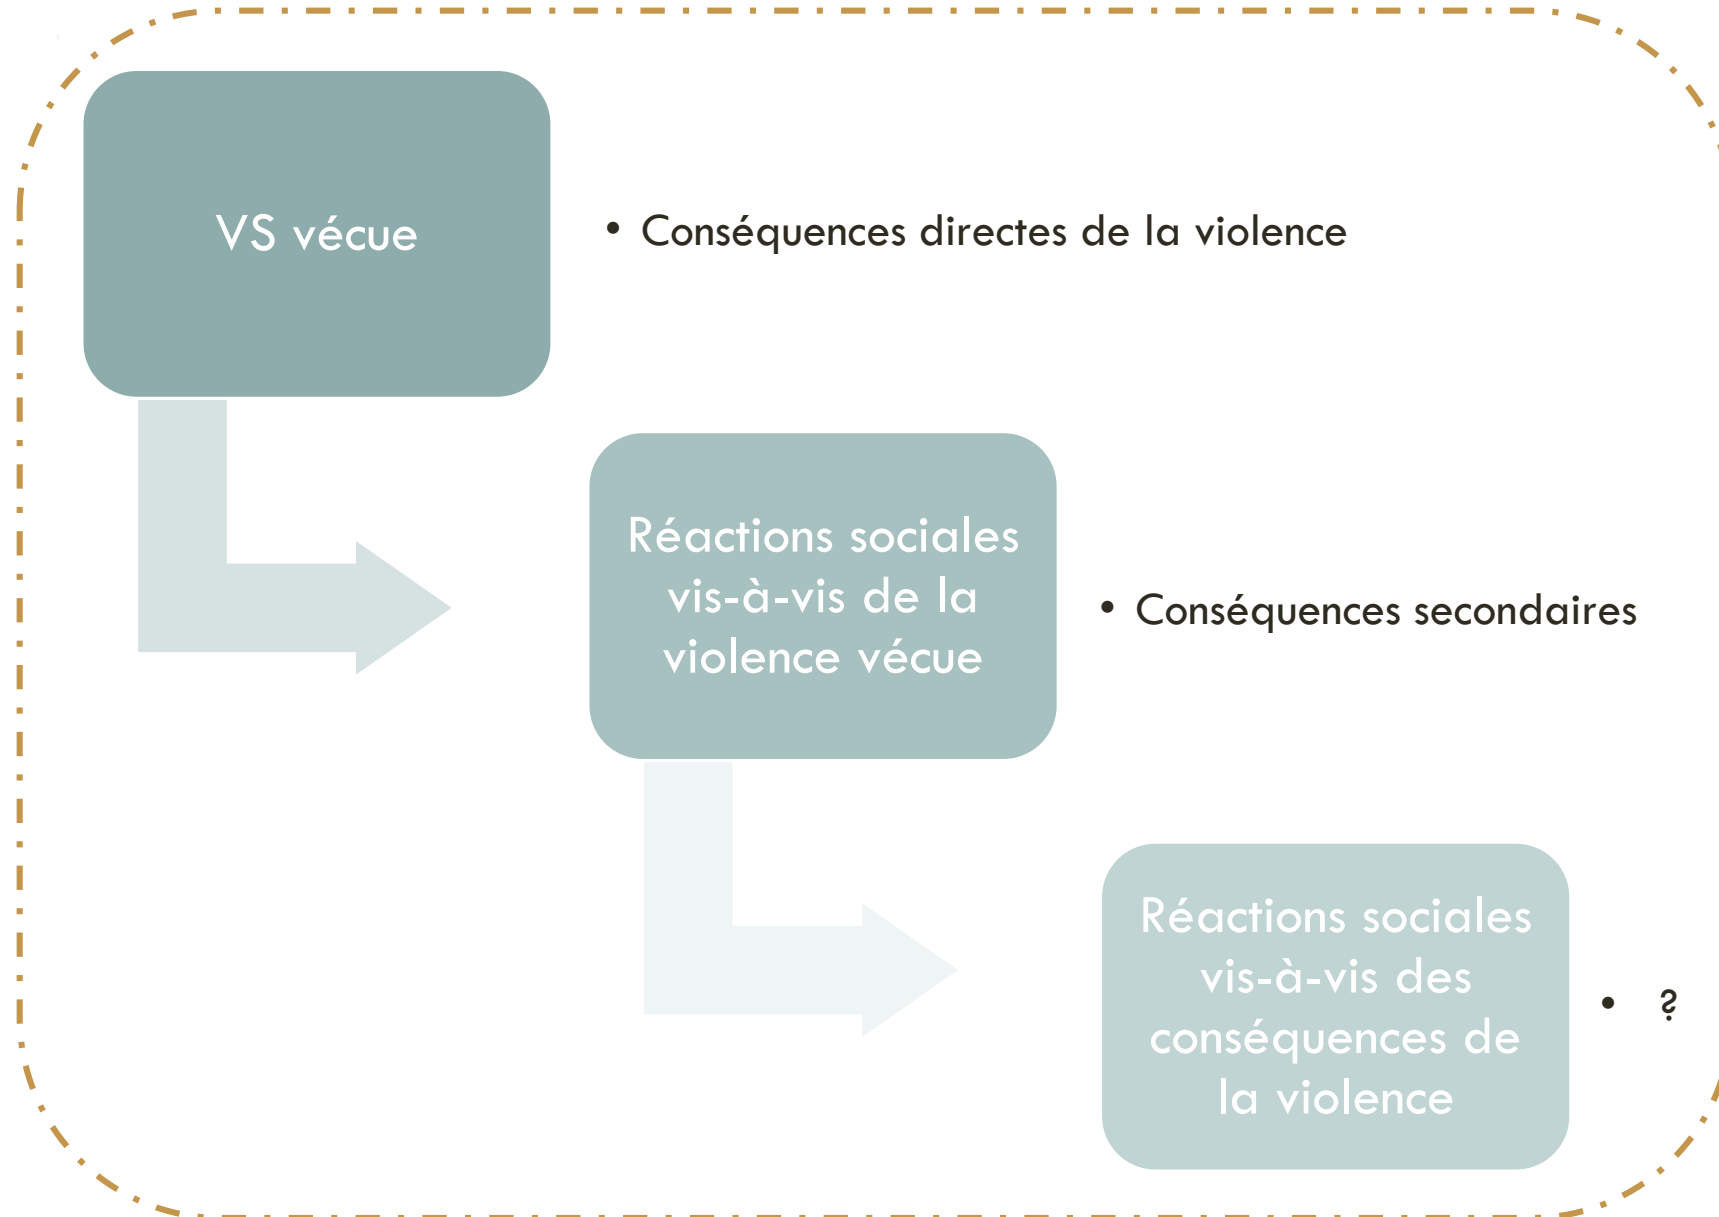 VS vécue
• Conséquences directes de la violence
Réactions sociales
vis-à-vis de la
violence vécue
• Conséquences secondaires
Réactions sociales
vis-à-vis des
conséquences de
la violence
• ?